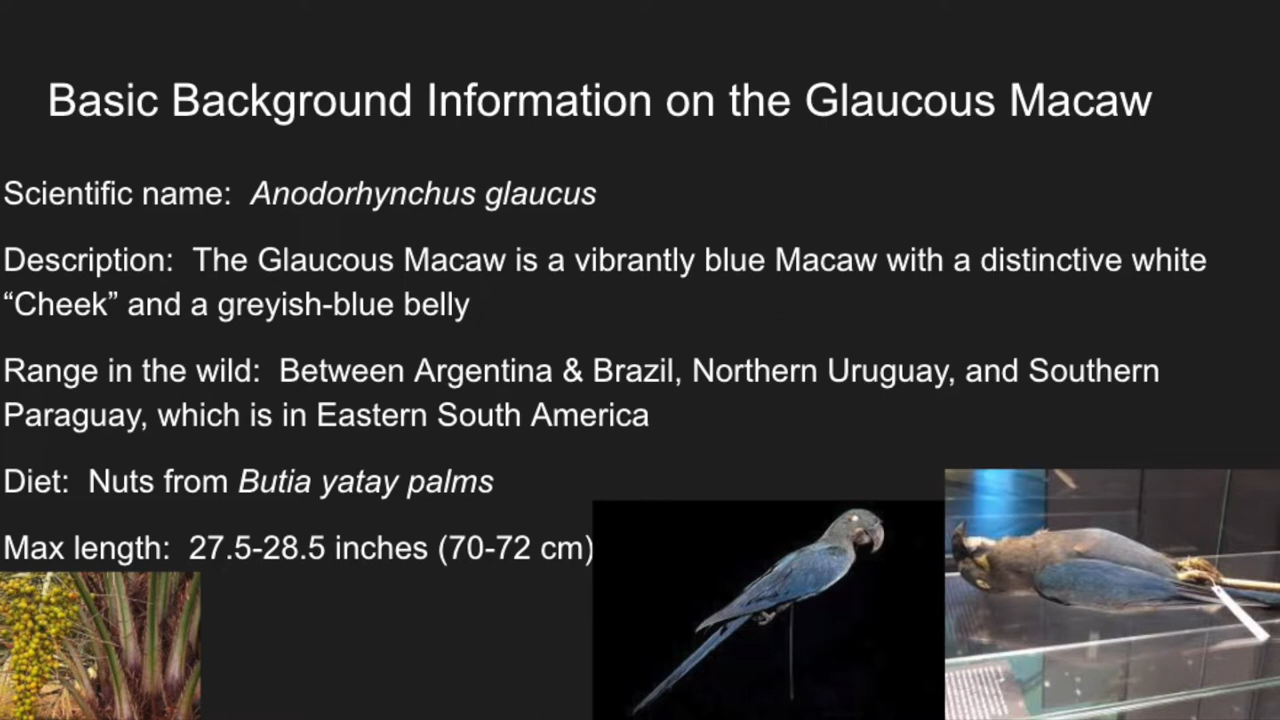 Basic Background Information on the Glaucous Macaw
Scientific name:  Anodorhynchus glaucus
Description:  The Glaucous Macaw is a vibrantly blue Macaw with a distinctive white
“Cheek” and a greyish-blue belly
Range in the wild:  Between Argentina & Brazil, Northern Uruguay, and Southern
Paraguay, which is in Eastern South America
Diet:  Nuts from Butia yatay palms
Max length:  27.5-28.5 inches (70-72 cm)